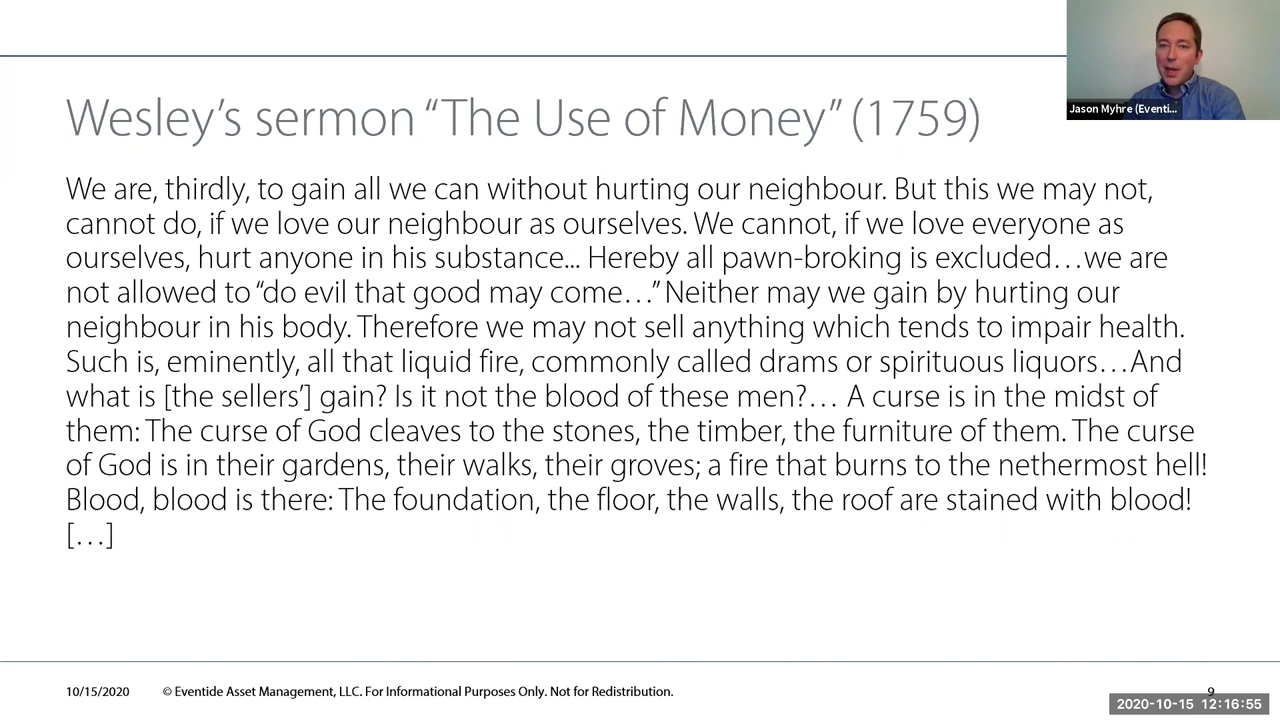 Jason Myhre (Eventi...
Wesley’s sermon “The Use of Money” (1759)
We are, thirdly, to gain all we can without hurting our neighbour. But this we may not,
cannot do, if we love our neighbour as ourselves. We cannot, if we love everyone as
ourselves, hurt anyone in his substance... Hereby all pawn-broking is excluded…we are
not allowed to “do evil that good may come…” Neither may we gain by hurting our
neighbour in his body. Therefore we may not sell anything which tends to impair health.
Such is, eminently, all that liquid fire, commonly called drams or spirituous liquors…And
what is [the sellers’] gain? Is it not the blood of these men?… A curse is in the midst of
them: The curse of God cleaves to the stones, the timber, the furniture of them. The curse
of God is in their gardens, their walks, their groves; a fire that burns to the nethermost hell!
Blood, blood is there: The foundation, the floor, the walls, the roof are stained with blood!
[…]
10/15/2020 © Eventide Asset Management, LLC. For Informational Purposes Only. Not for Redistribution. 9
2020-10-15 12:16:55